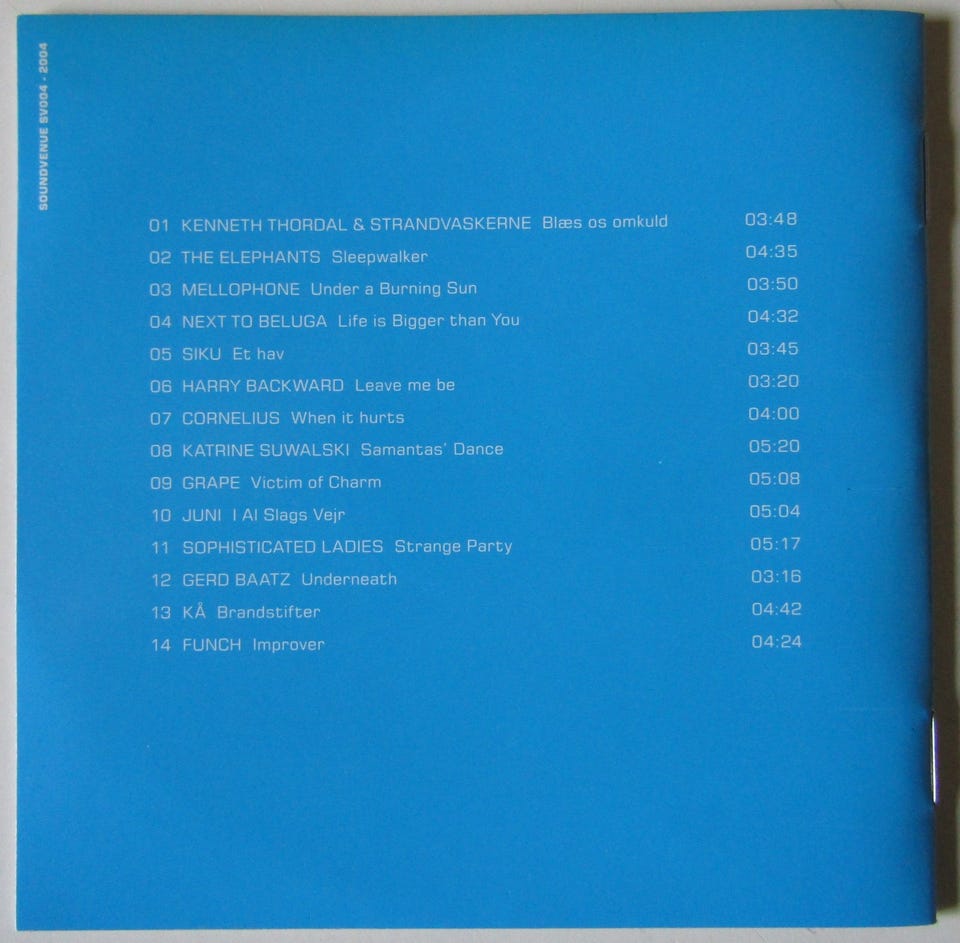 SOUNDVENUE SV004 - 2004
01 KENNETH THORDAL & STRANDVASKERNE Blæs os omkuld 03:48
02 THE ELEPHANTS Sleepwalker 04:35
03 MELLOPHONE Under a Burning Sun 03:50
04 NEXT TO BELUGA Life is Bigger than You 04:32
05 SIKU Et hav 03:45
06 HARRY BACKWARD Leave me be 03:20
07 CORNELIUS When it hurts 04:00
08 KATRINE SUWALSKI Samantas' Dance 05:20
09 GRAPE Victim of Charm 05:08
10 JUNI I Al Slags Vejr 05:04
11 SOPHISTICATED LADIES Strange Party 05:17
12 GERD BAATZ Underneath 03:16
13 KÅ Brandstifter 04:42
14 FUNCH Improver 04:24